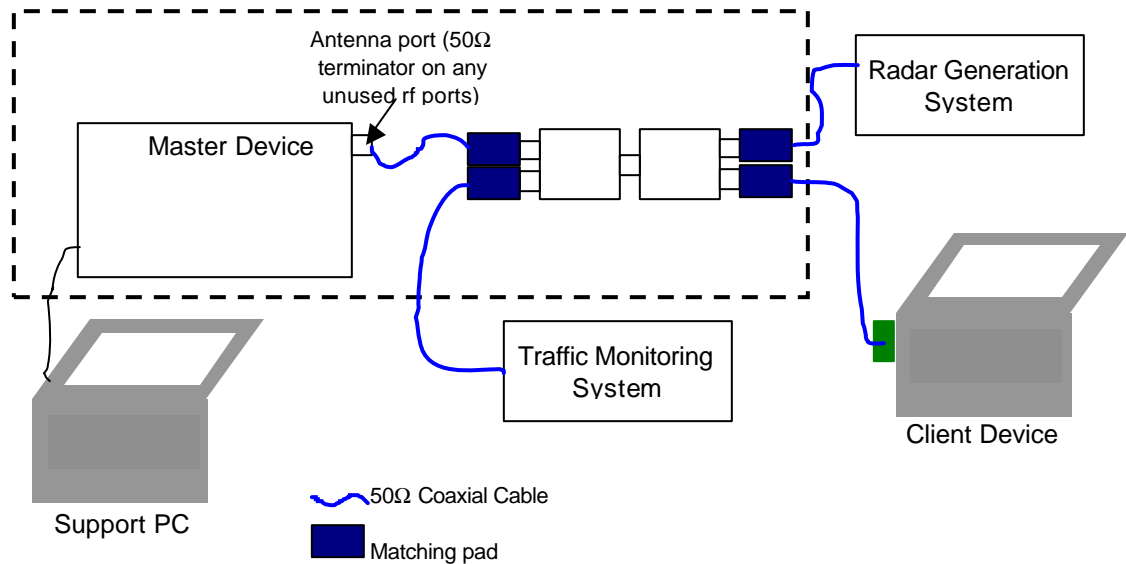 Antenna port (50Ω
terminator on any
unused rf ports)
Master Device
Radar Generation
System
Traffic Monitoring
System
Client Device
Support PC
50Ω Coaxial Cable
Matching pad